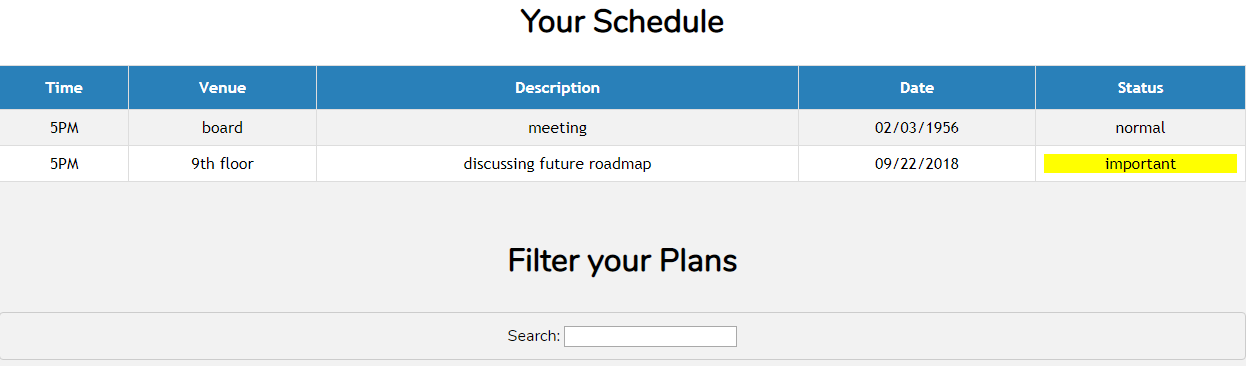 Your Schedule
Time Venue Description Date Status
5PM board meeting 02/03/1956 normal
5PM 9th floor discussing future roadmap 09/22/2018 important
Filter your Plans
Search: